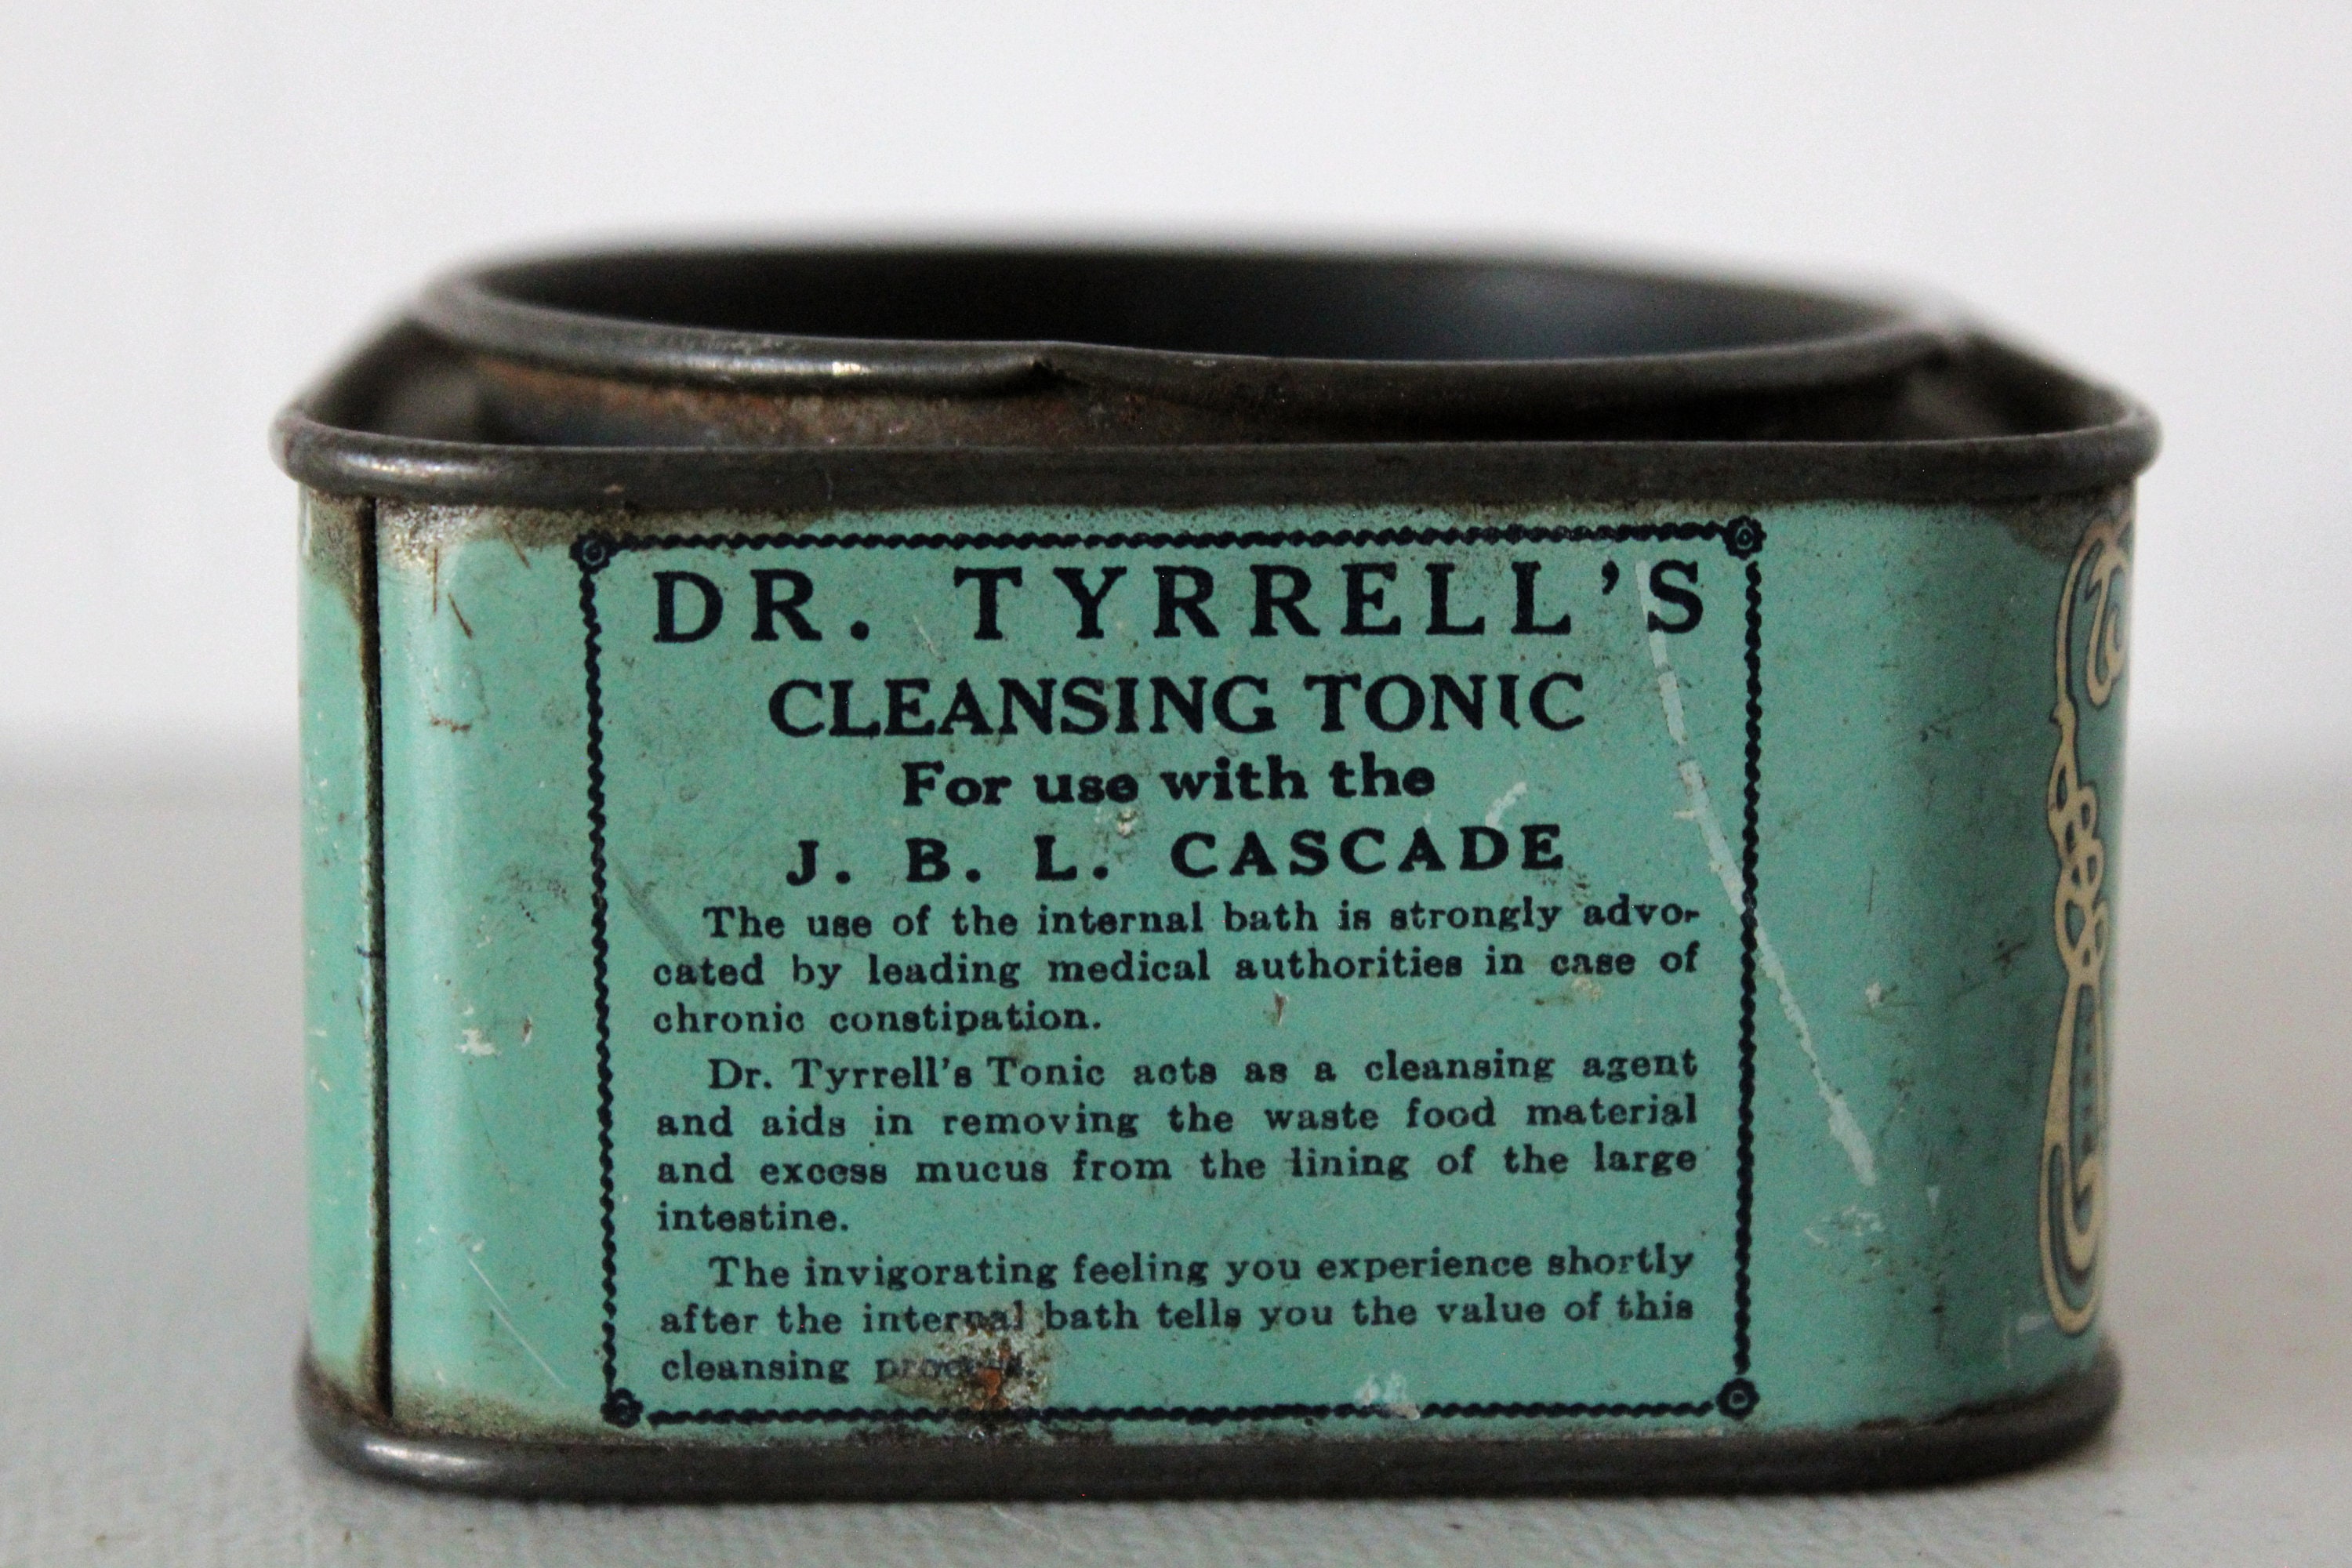 DR. TYRRELL'S
CLEANSING TONIC
For use with the
J. B. L. CASCADE
The use of the internal bath is strongly advo-
cated by leading medical authorities in case of
chronic constipation.
Dr. Tyrrell's Tonic acts as a cleansing agent
and aids in removing the waste food material
and excess mucus from the lining of the large
intestine.
The invigorating feeling you experience shortly
after the internal bath tells you the value of this
cleansing